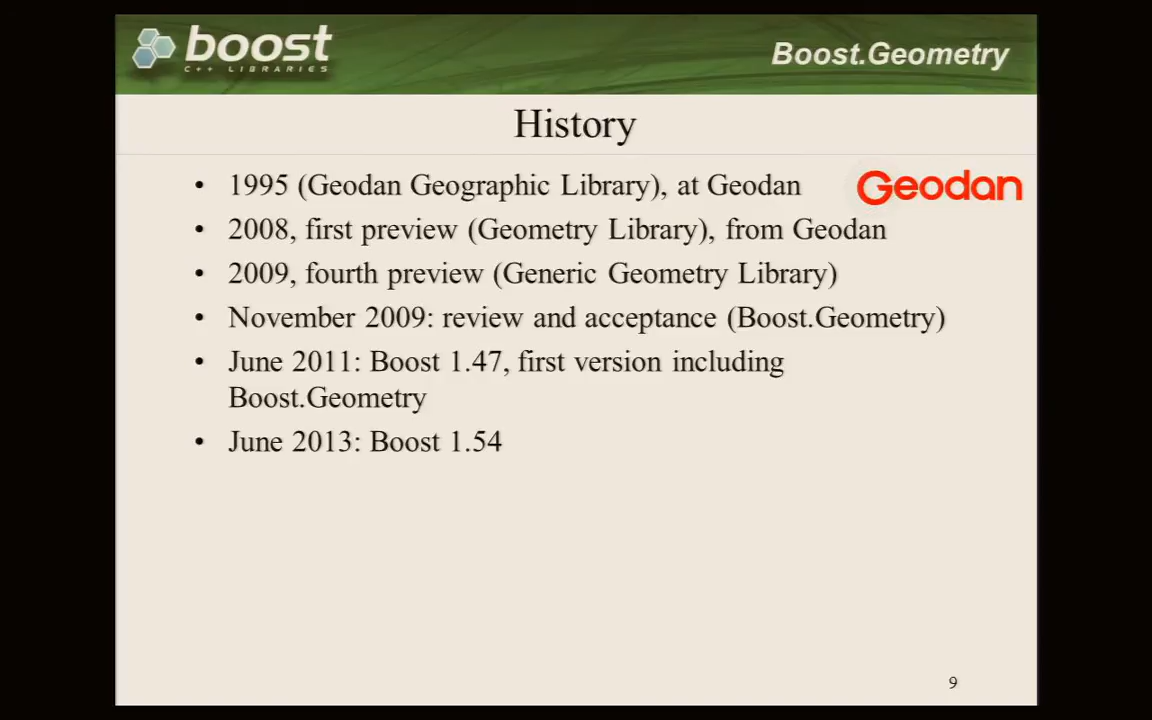 boost
C++ LIBRARIES
Boost.Geometry
History
• 1995 (Geodan Geographic Library), at Geodan
Geodan
• 2008, first preview (Geometry Library), from Geodan
• 2009, fourth preview (Generic Geometry Library)
• November 2009: review and acceptance (Boost.Geometry)
• June 2011: Boost 1.47, first version including
Boost.Geometry
• June 2013: Boost 1.54
9